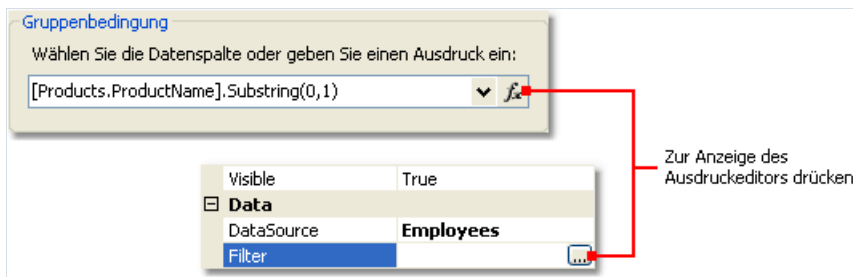 Gruppenbedingung
Wählen Sie die Datenspalte oder geben Sie einen Ausdruck ein:
[Products.ProductName].Substring(0,1)
fx
Zur Anzeige des
Ausdruckeditors drücken
Visible True
Data
DataSource Employees
Filter ...